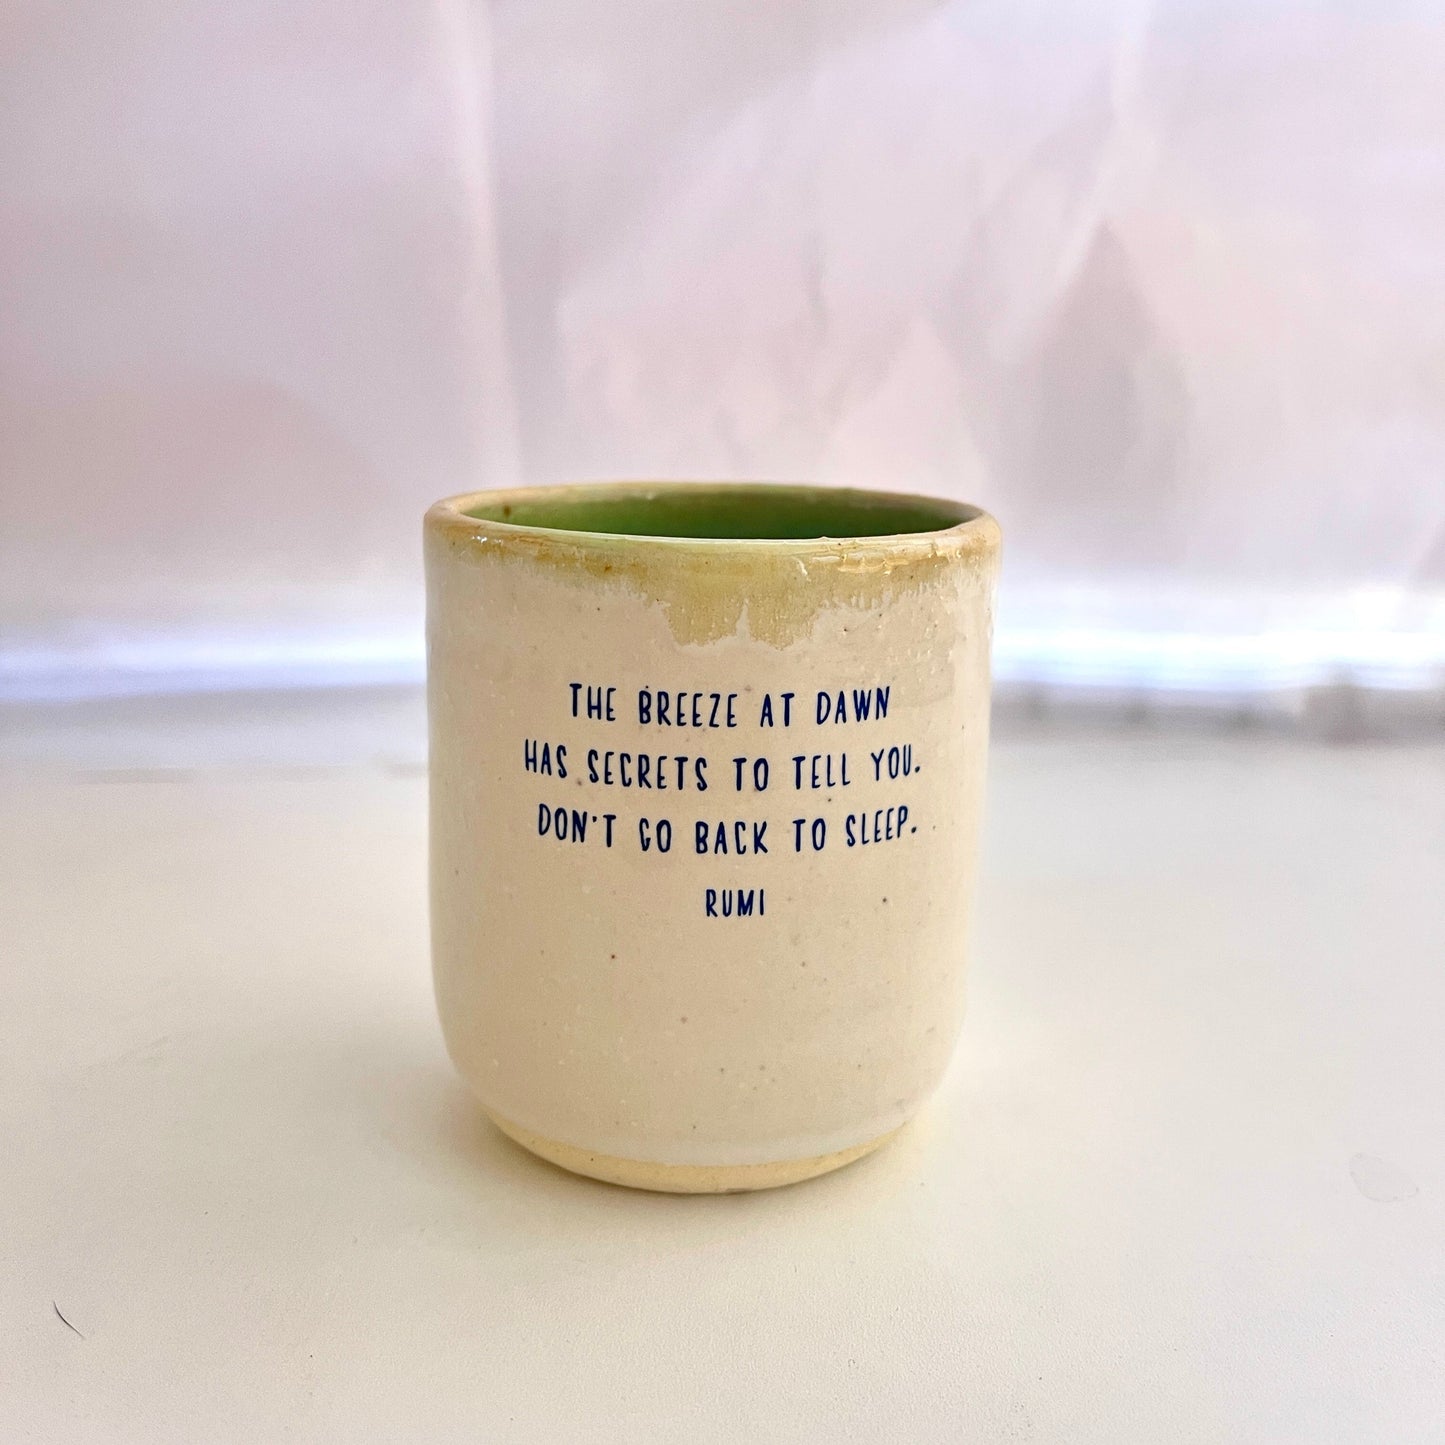 THE BREEZE AT DAWN
HAS SECRETS TO TELL YOU.
DON'T GO BACK TO SLEEP.
RUMI